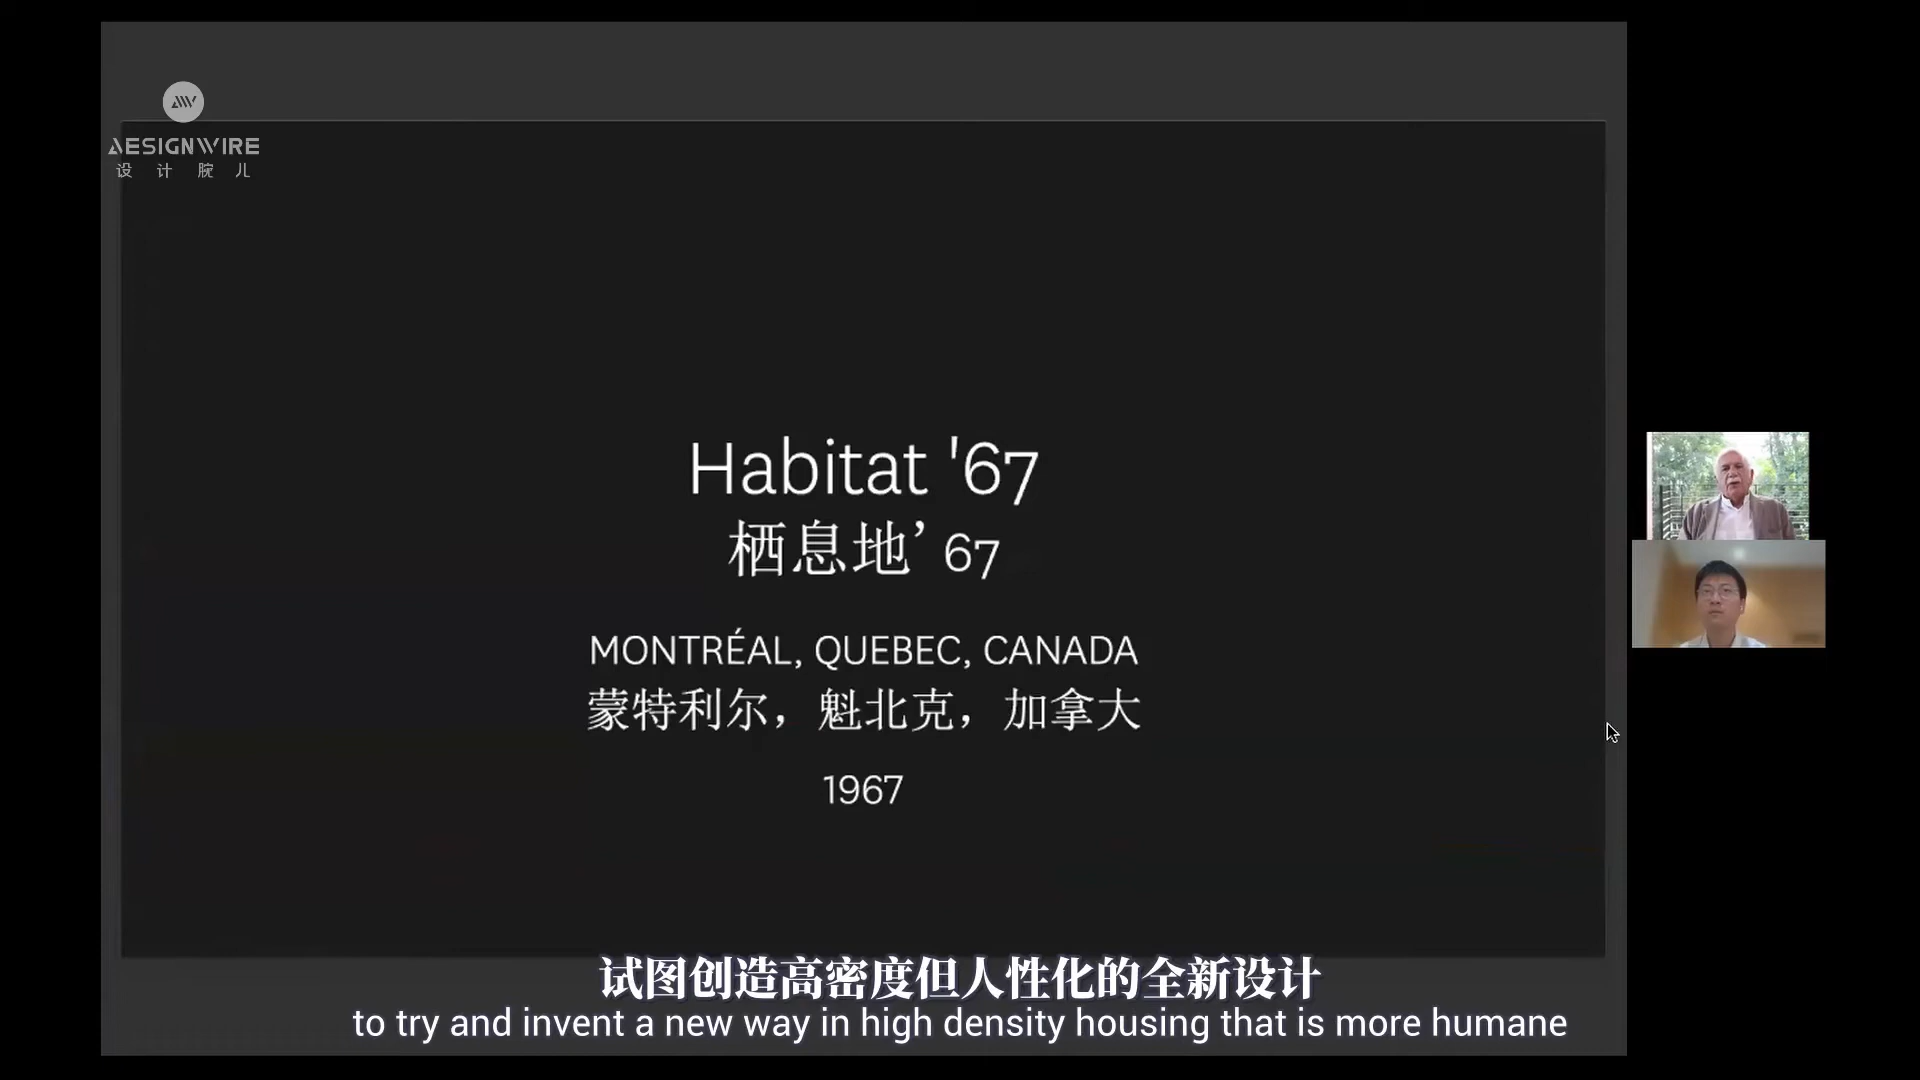 AESIGNWIRE
设计腕儿
Habitat '67
栖息地’ 67
MONTRÉAL, QUEBEC, CANADA
蒙特利尔，魁北克，加拿大
1967
试图创造高密度但人性化的全新设计
to try and invent a new way in high density housing that is more humane